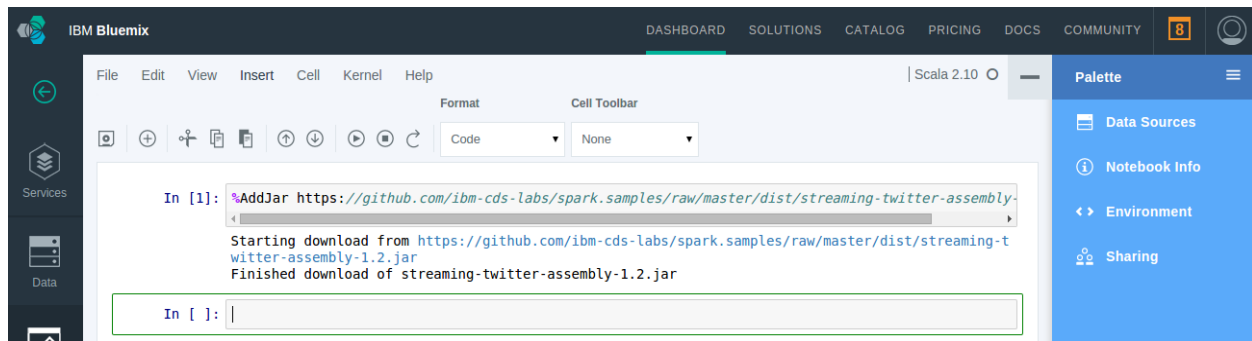 IBM Bluemix
DASHBOARD SOLUTIONS CATALOG PRICING DOCS COMMUNITY 8
File Edit View Insert Cell Kernel Help
| Scala 2.10
Palette
Format Cell Toolbar
Code None
Data Sources
Notebook Info
Environment
Sharing
Services
Data
In [1]: %AddJar https://github.com/ibm-cds-labs/spark.samples/raw/master/dist/streaming-twitter-assembly-
Starting download from https://github.com/ibm-cds-labs/spark.samples/raw/master/dist/streaming-t
witter-assembly-1.2.jar
Finished download of streaming-twitter-assembly-1.2.jar
In [ ]: